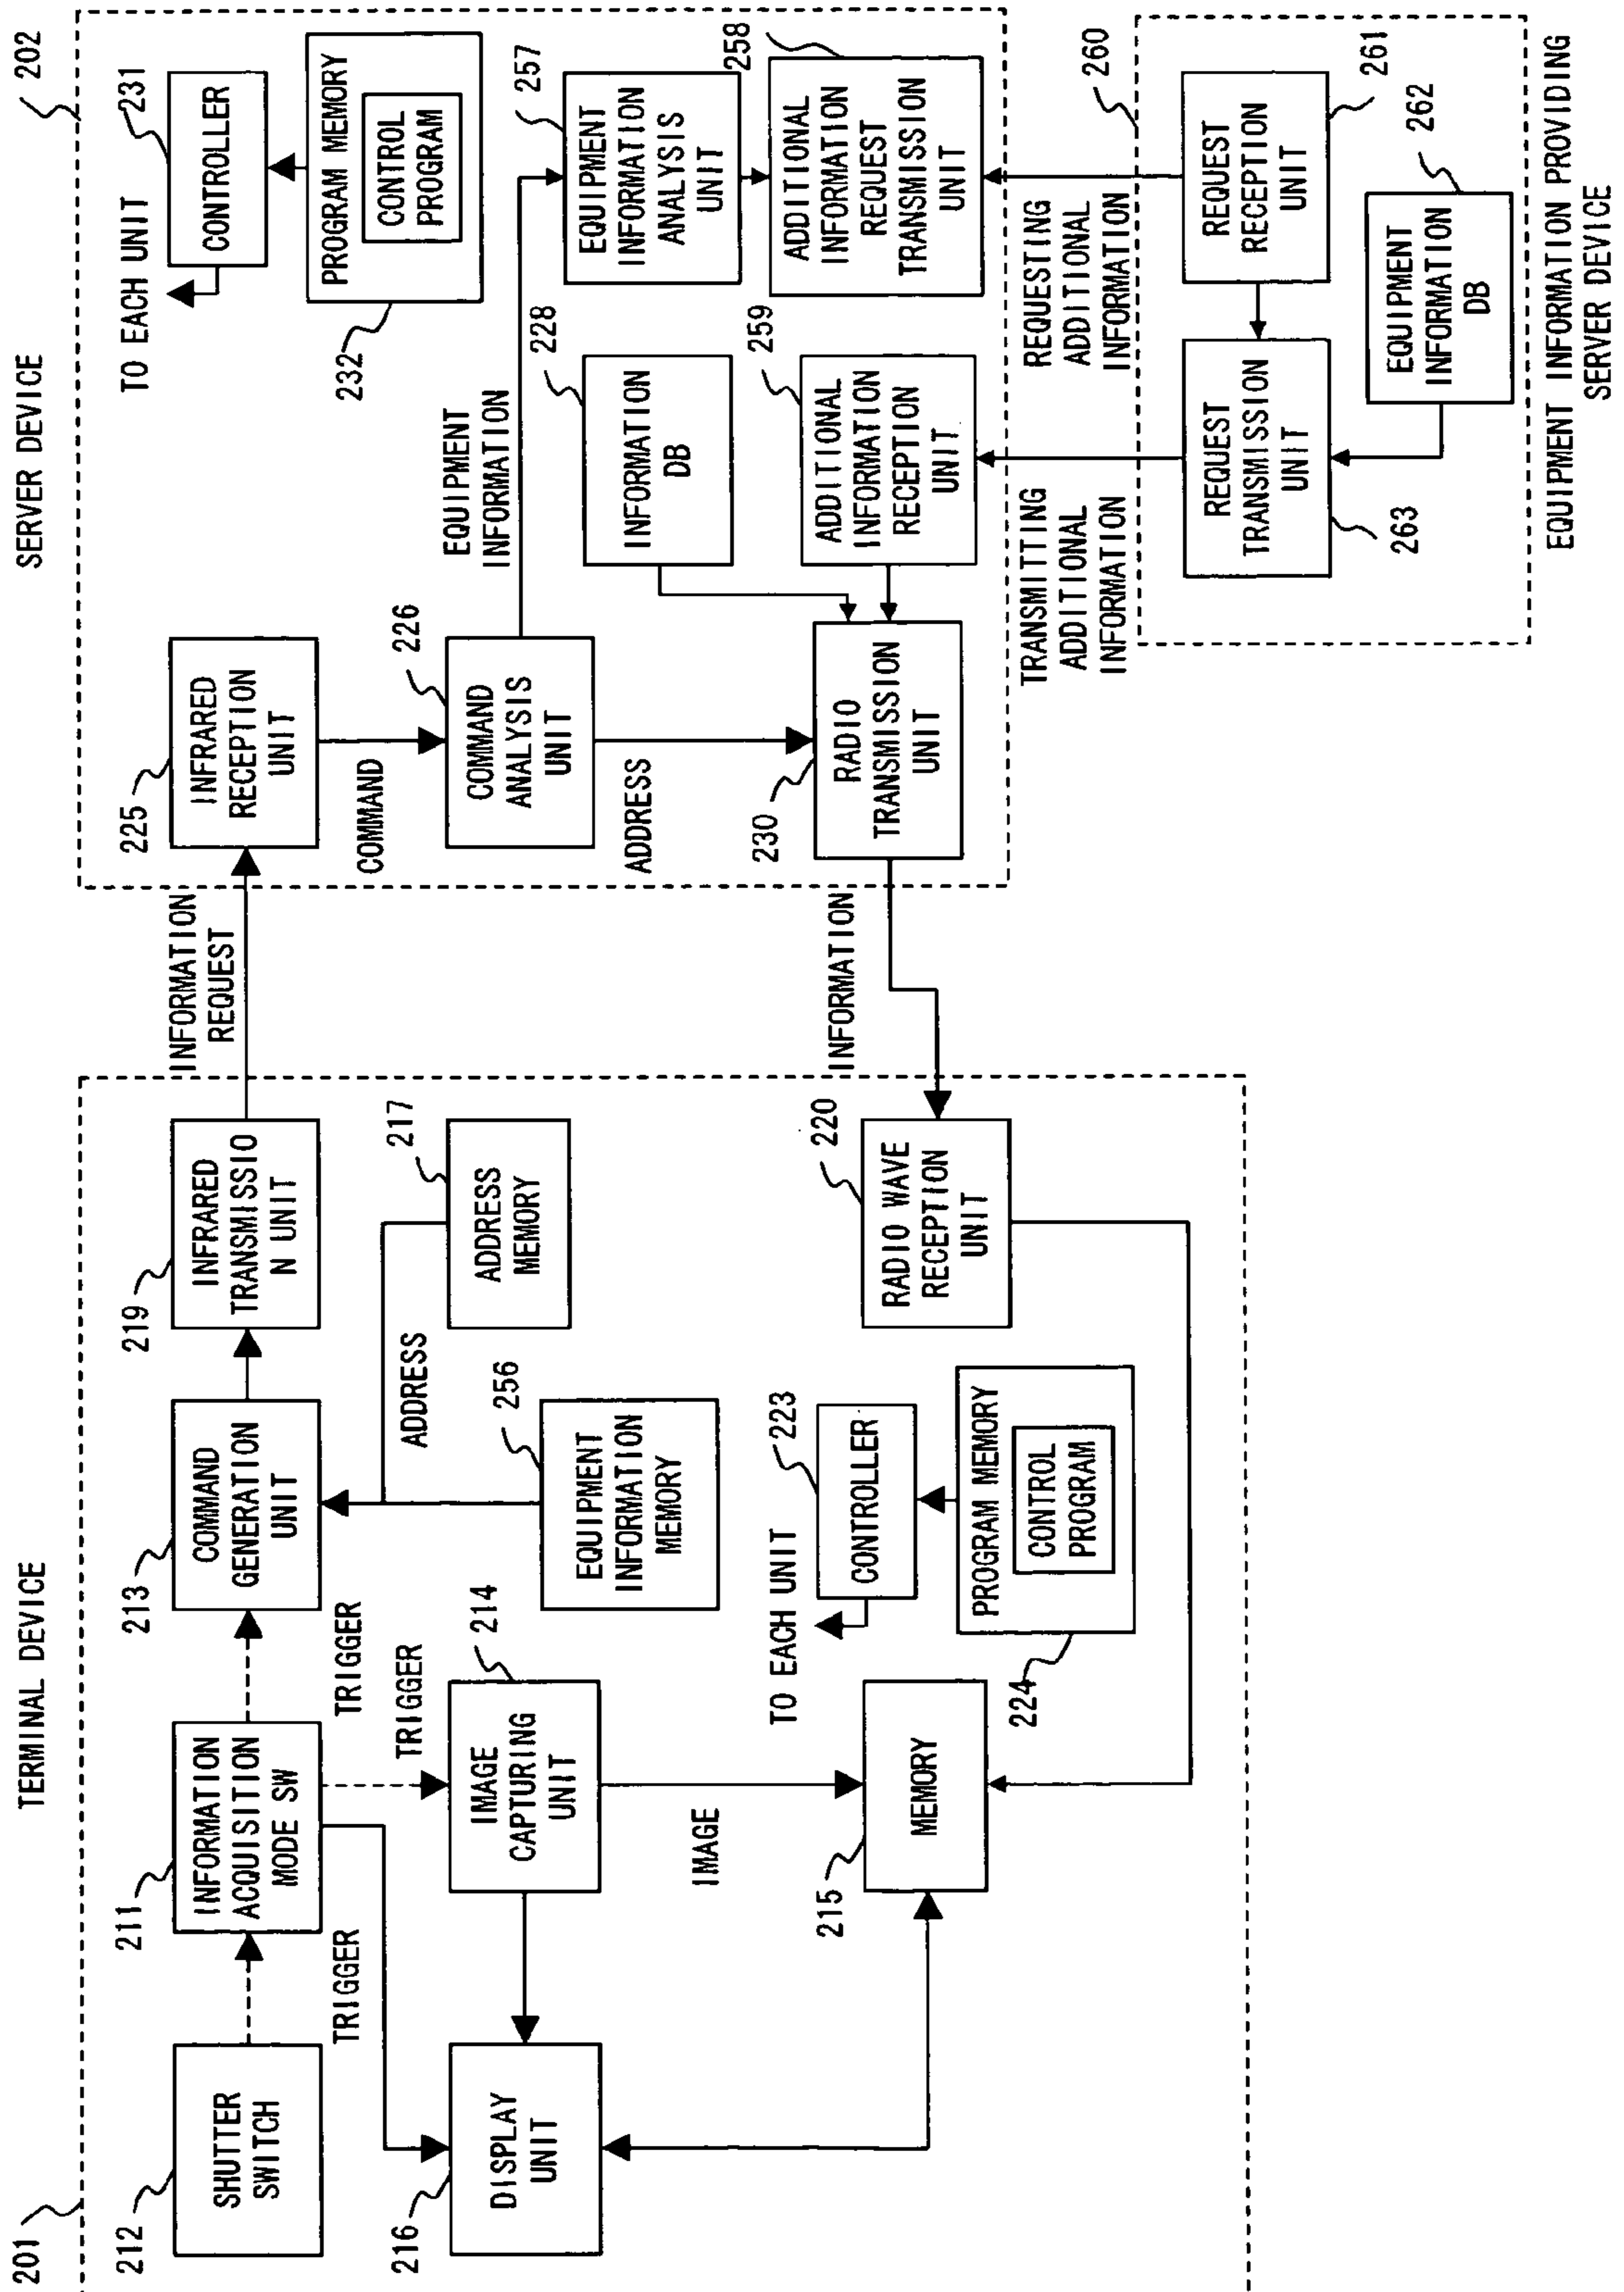 TERMINAL DEVICE
201
212
SHUTTER
SWITCH
211
INFORMATION
ACQUISITION
MODE SW
213
COMMAND
GENERATION
UNIT
219
INFRARED
TRANSMISSIO
N UNIT
TRIGGER
TRIGGER
TRIGGER
ADDRESS
217
ADDRESS
MEMORY
216
DISPLAY
UNIT
214
IMAGE
CAPTURING
UNIT
256
EQUIPMENT
INFORMATION
MEMORY
IMAGE
215
MEMORY
TO EACH UNIT
223
CONTROLLER
224
PROGRAM MEMORY
CONTROL
PROGRAM
220
RADIO WAVE
RECEPTION
UNIT
INFORMATION
REQUEST
INFORMATION
SERVER DEVICE
202
225
INFRARED
RECEPTION
UNIT
COMMAND
226
COMMAND
ANALYSIS
UNIT
ADDRESS
230
RADIO
TRANSMISSION
UNIT
TO EACH UNIT
231
CONTROLLER
232
PROGRAM MEMORY
CONTROL
PROGRAM
EQUIPMENT
INFORMATION
228
INFORMATION
DB
257
EQUIPMENT
INFORMATION
ANALYSIS
UNIT
259
ADDITIONAL
INFORMATION
RECEPTION
UNIT
258
ADDITIONAL
INFORMATION
REQUEST
TRANSMISSION
UNIT
TRANSMITTING
ADDITIONAL
INFORMATION
REQUESTING
ADDITIONAL
INFORMATION
260
263
REQUEST
TRANSMISSION
UNIT
261
REQUEST
RECEPTION
UNIT
262
EQUIPMENT
INFORMATION
DB
EQUIPMENT INFORMATION PROVIDING
SERVER DEVICE